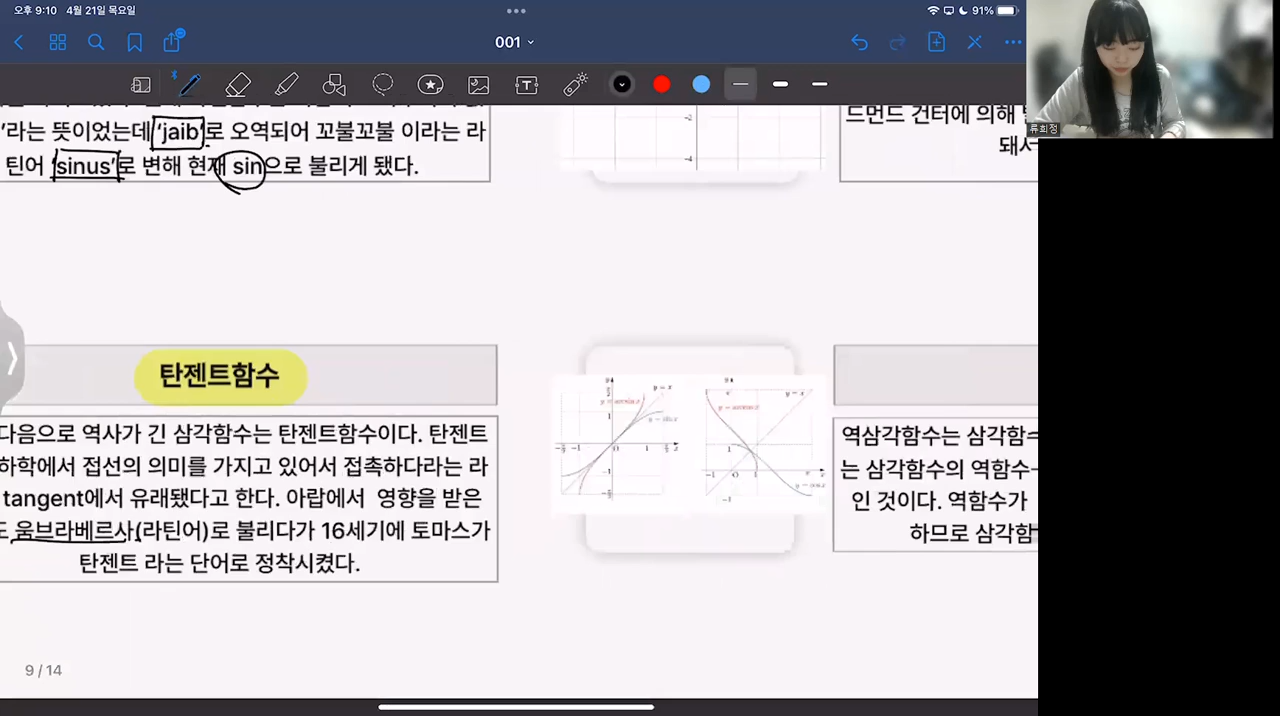 오후 9:10 4월 21일 목요일
91%
001
'라는 뜻이었는데 'jaib'로 오역되어 꼬불꼬불 이라는 라
틴어 'sinus'로 변해 현재 sin으로 불리게 됐다.
-2
-4
드먼드 건터에 의해
돼서
류희정
탄젠트함수
다음으로 역사가 긴 삼각함수는 탄젠트함수이다. 탄젠트
하학에서 접선의 의미를 가지고 있어서 접촉하다라는 라
tangent에서 유래됐다고 한다. 아랍에서 영향을 받은
도 움브라베르사(라틴어)로 불리다가 16세기에 토마스가
탄젠트 라는 단어로 정착시켰다.
y = x
y = arcsin x
y = sin x
y = x
y = arccos x
y = cos x
역삼각함수는 삼각함
는 삼각함수의 역함수
인 것이다. 역함수가
하므로 삼각함
9 / 14